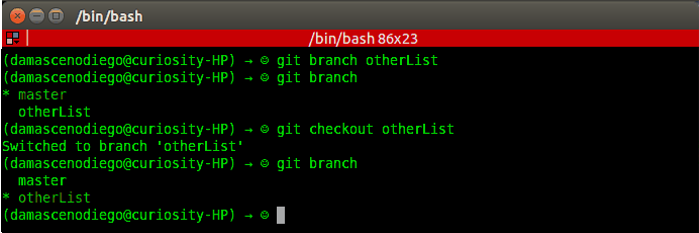 /bin/bash
/bin/bash 86x23
(damascenodiego@curiosity-HP) → ☺ git branch otherList
(damascenodiego@curiosity-HP) → ☺ git branch
* master
  otherList
(damascenodiego@curiosity-HP) → ☺ git checkout otherList
Switched to branch 'otherList'
(damascenodiego@curiosity-HP) → ☺ git branch
  master
* otherList
(damascenodiego@curiosity-HP) → ☺